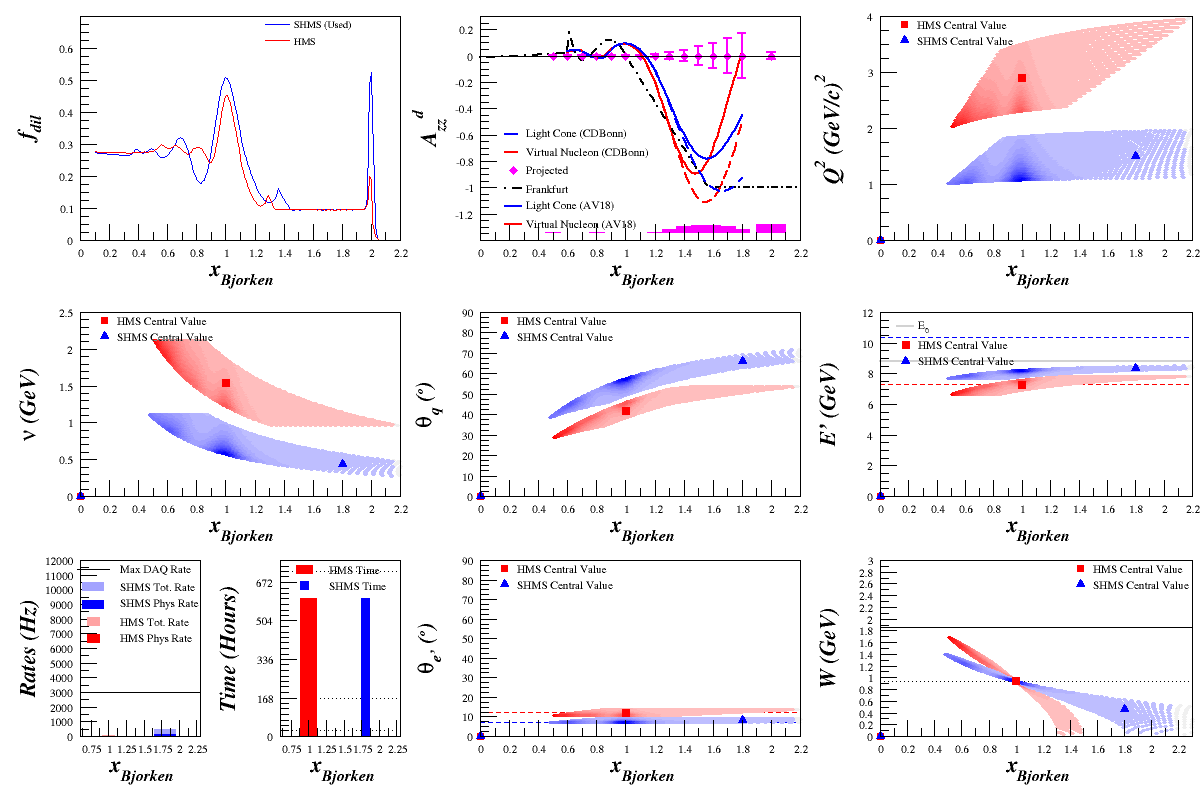 0.6
0.5
0.4
0.3
0.2
0.1
0
f_dil
SHMS (Used)
HMS
0 0.2 0.4 0.6 0.8 1 1.2 1.4 1.6 1.8 2 2.2
x_Bjorken
0.2
0
-0.2
-0.4
-0.6
-0.8
-1
-1.2
A_zz^d
Light Cone (CDBonn)
Virtual Nucleon (CDBonn)
Projected
Frankfurt
Light Cone (AV18)
Virtual Nucleon (AV18)
0 0.2 0.4 0.6 0.8 1 1.2 1.4 1.6 1.8 2 2.2
x_Bjorken
4
3
2
1
0
Q² (GeV/c)²
HMS Central Value
SHMS Central Value
0 0.2 0.4 0.6 0.8 1 1.2 1.4 1.6 1.8 2 2.2
x_Bjorken
2.5
2
1.5
1
0.5
0
ν (GeV)
HMS Central Value
SHMS Central Value
0 0.2 0.4 0.6 0.8 1 1.2 1.4 1.6 1.8 2 2.2
x_Bjorken
90
80
70
60
50
40
30
20
10
0
θ_q (°)
HMS Central Value
SHMS Central Value
0 0.2 0.4 0.6 0.8 1 1.2 1.4 1.6 1.8 2 2.2
x_Bjorken
12
10
8
6
4
2
0
E' (GeV)
E₀
HMS Central Value
SHMS Central Value
0 0.2 0.4 0.6 0.8 1 1.2 1.4 1.6 1.8 2 2.2
x_Bjorken
12000
11000
10000
9000
8000
7000
6000
5000
4000
3000
2000
1000
0
Rates (Hz)
Max DAQ Rate
SHMS Tot. Rate
SHMS Phys Rate
HMS Tot. Rate
HMS Phys Rate
0.75 1 1.25 1.5 1.75 2 2.25
x_Bjorken
672
504
336
168
0
Time (Hours)
HMS Time
SHMS Time
0.75 1 1.25 1.5 1.75 2 2.25
x_Bjorken
90
80
70
60
50
40
30
20
10
0
θ_e' (°)
HMS Central Value
SHMS Central Value
0 0.2 0.4 0.6 0.8 1 1.2 1.4 1.6 1.8 2 2.2
x_Bjorken
3
2.8
2.6
2.4
2.2
2
1.8
1.6
1.4
1.2
1
0.8
0.6
0.4
0.2
0
W (GeV)
HMS Central Value
SHMS Central Value
0 0.2 0.4 0.6 0.8 1 1.2 1.4 1.6 1.8 2 2.2
x_Bjorken